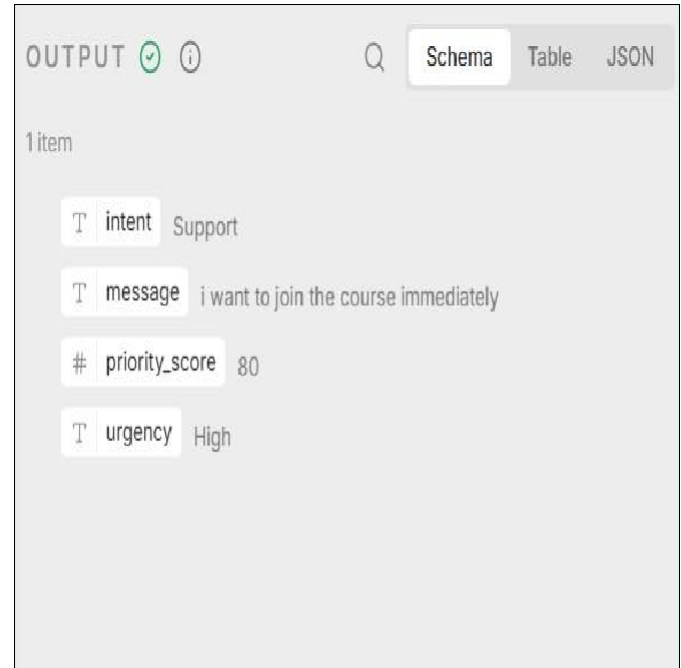 OUTPUT Schema Table JSON
1 item
T intent Support
T message i want to join the course immediately
# priority_score 80
T urgency High